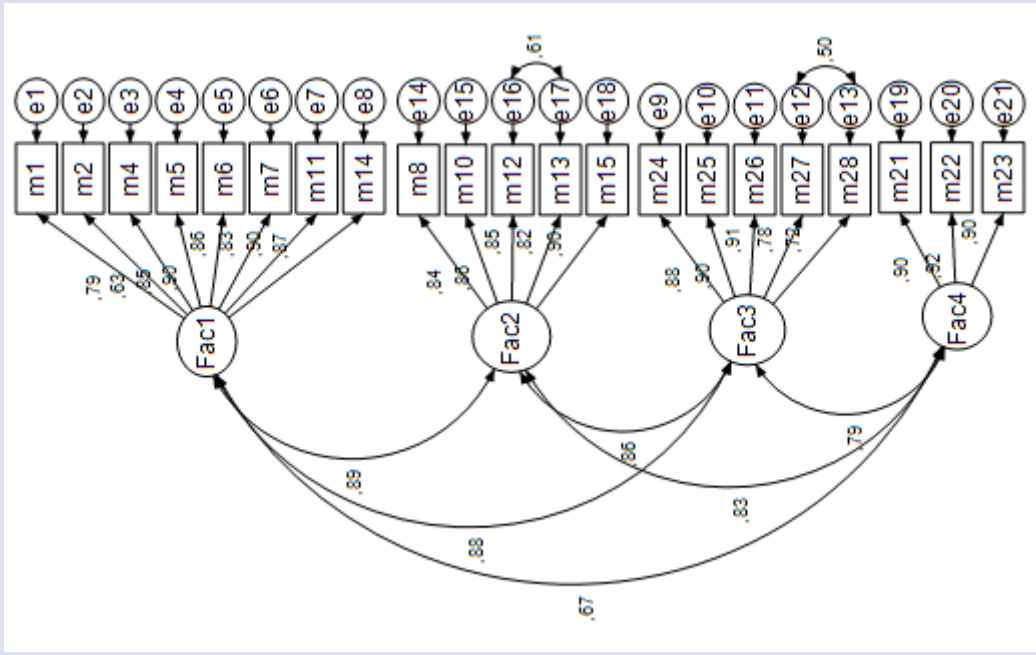 ,61
,50
e1 e2 e3 e4 e5 e6 e7 e8 e14 e15 e16 e17 e18 e9 e10 e11 e12 e13 e19 e20 e21
m1 m2 m4 m5 m6 m7 m11 m14 m8 m10 m12 m13 m15 m24 m25 m26 m27 m28 m21 m22 m23
,79 ,63 ,85 ,90 ,86 ,83 ,90 ,87
,84 ,86 ,85 ,82 ,90
,88 ,90 ,91 ,78 ,72
,90 ,92 ,90
Fac1 Fac2 Fac3 Fac4
,89
,86
,79
,88
,83
,67